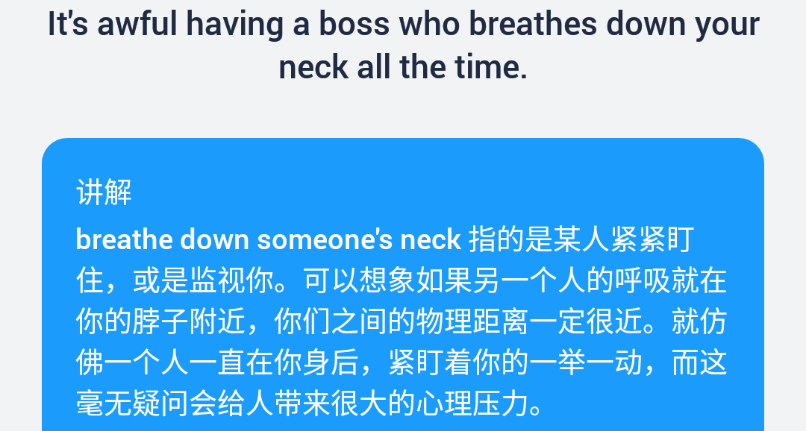 It's awful having a boss who breathes down your
neck all the time.
讲解
breathe down someone's neck 指的是某人紧紧盯
住，或是监视你。可以想象如果另一个人的呼吸就在
你的脖子附近，你们之间的物理距离一定很近。就仿
佛一个人一直在你身后，紧盯着你的一举一动，而这
毫无疑问会给人带来很大的心理压力。